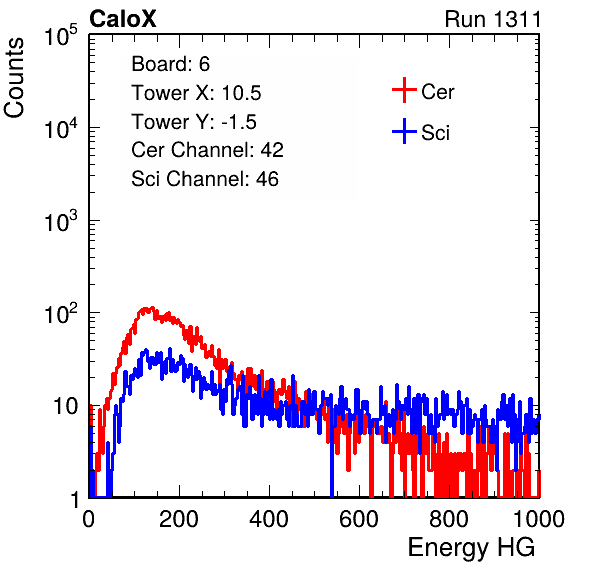 CaloX Run 1311
Counts
Board: 6
Tower X: 10.5
Tower Y: -1.5
Cer Channel: 42
Sci Channel: 46
Cer
Sci
10^5
10^4
10^3
10^2
10
1
0 200 400 600 800 1000
Energy HG